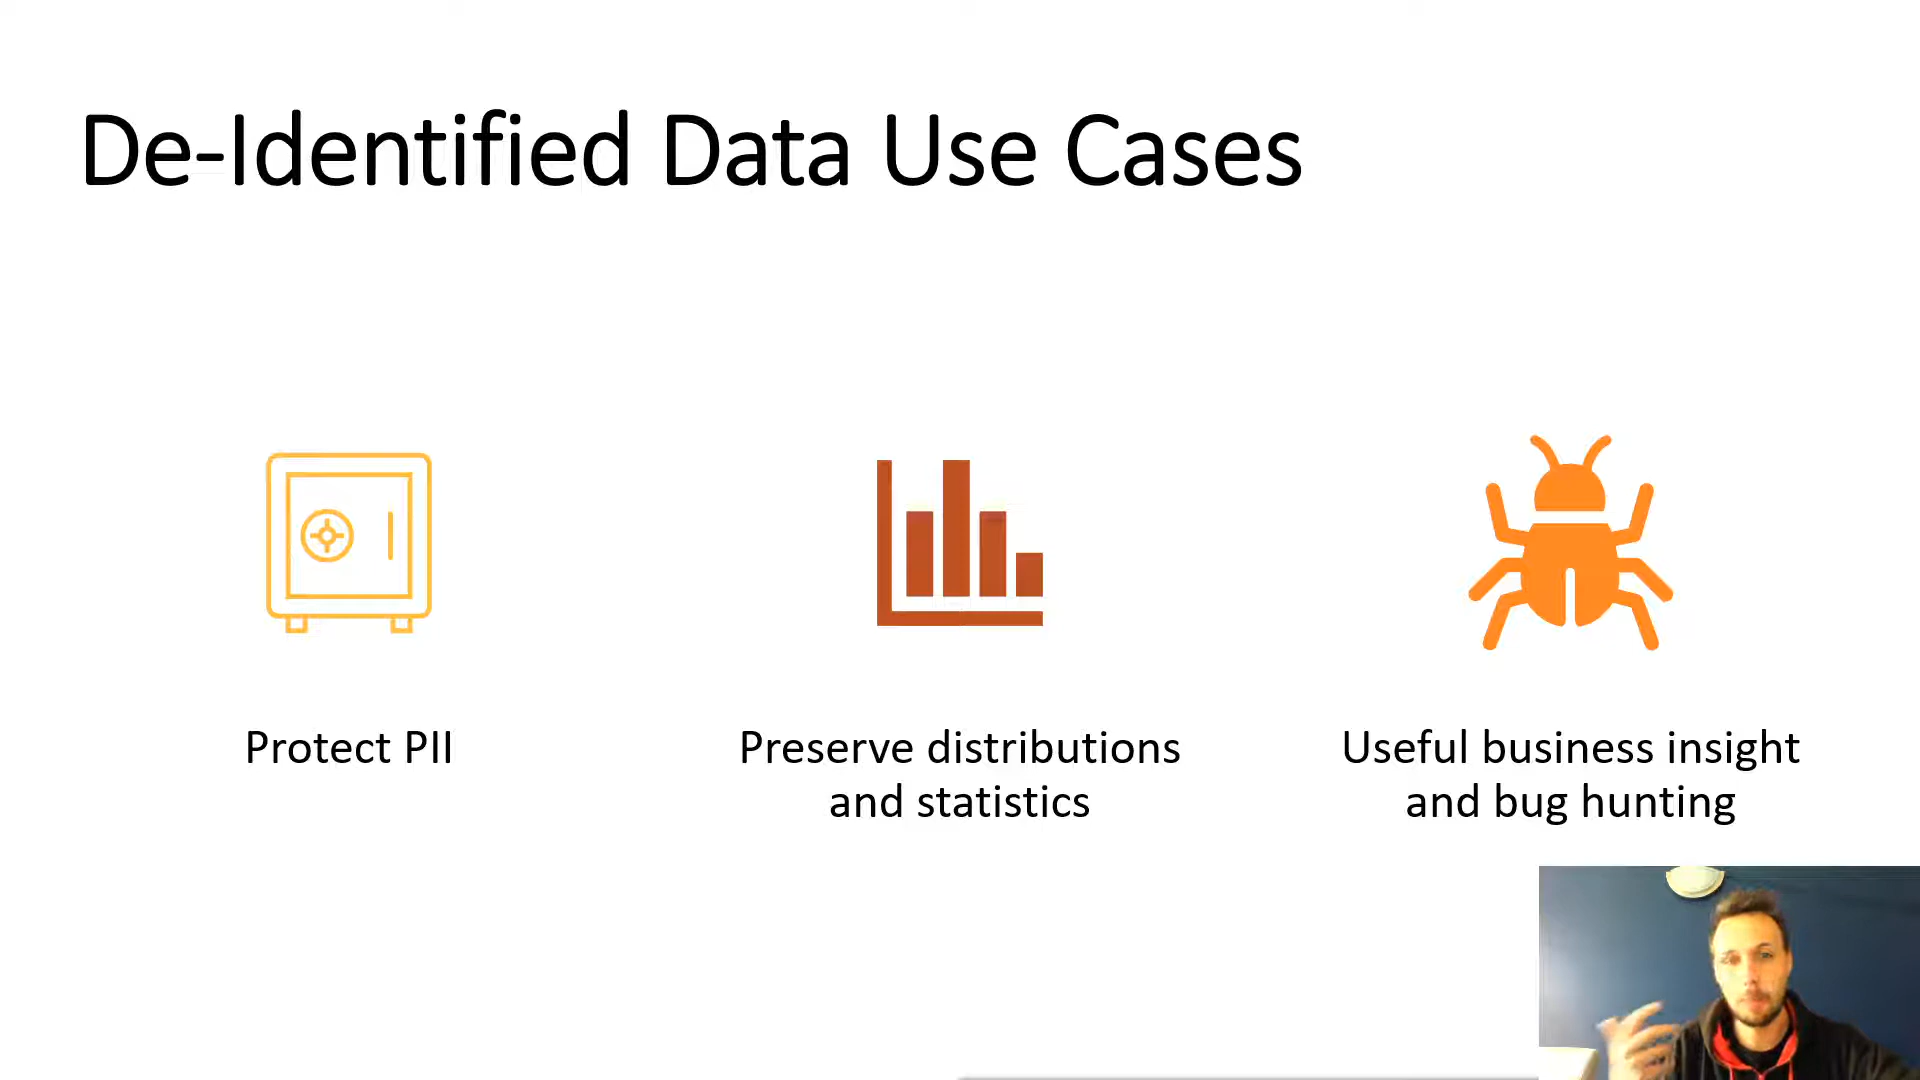 De-Identified Data Use Cases
Protect PII
Preserve distributions
and statistics
Useful business insight
and bug hunting